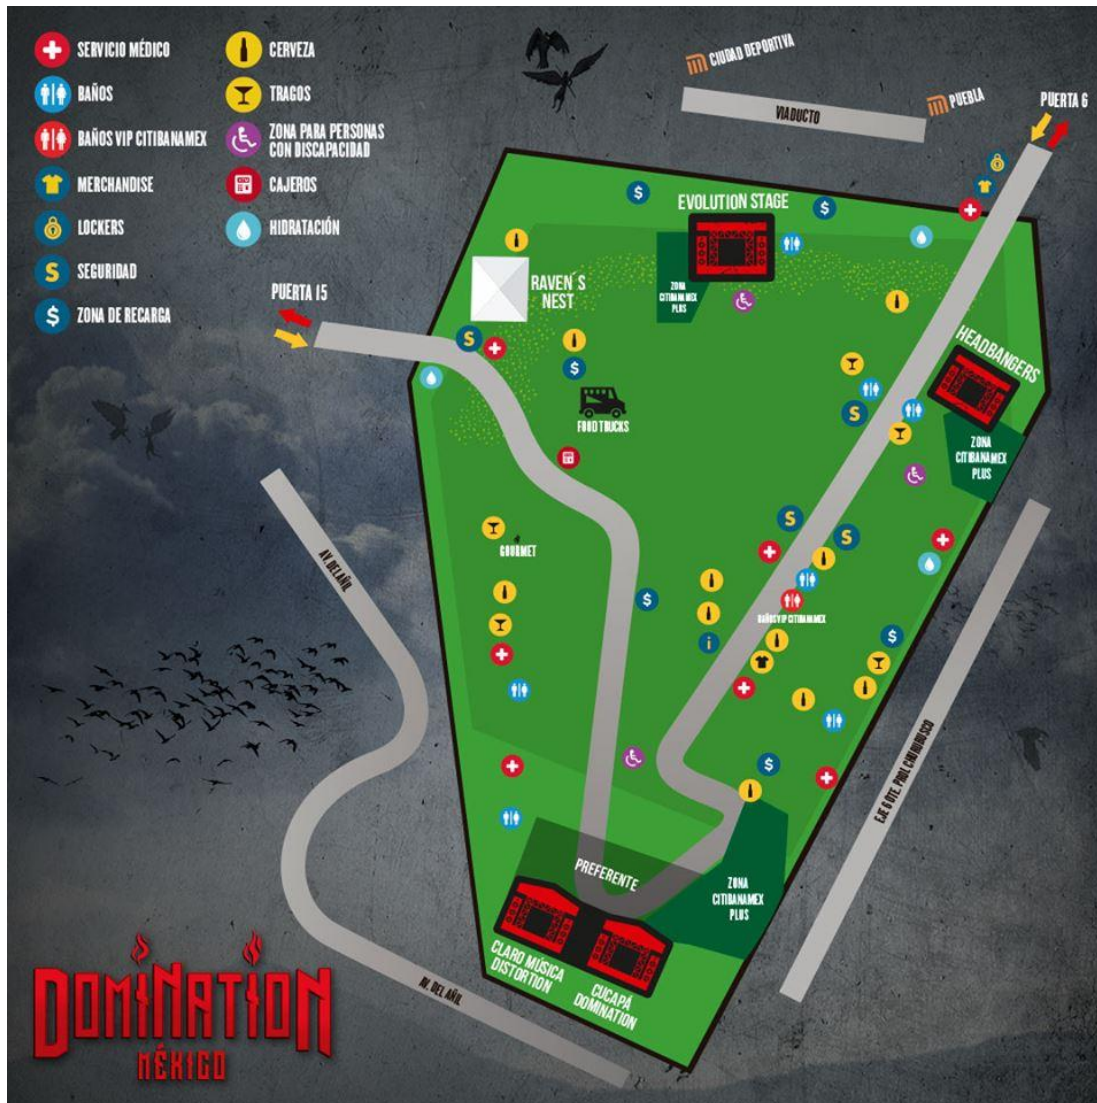 SERVICIO MÉDICO
BAÑOS
BAÑOS VIP CITIBANAMEX
MERCHANDISE
LOCKERS
S
SEGURIDAD
$
ZONA DE RECARGA
CERVEZA
TRAGOS
ZONA PARA PERSONAS
CON DISCAPACIDAD
CAJEROS
HIDRATACIÓN
CIUDAD DEPORTIVA
PUEBLA
VIADUCTO
PUERTA 6
PUERTA 15
EVOLUTION STAGE
ZONA
CITIBANAMEX
PLUS
RAVEN´S
NEST
HEADBANGERS
ZONA
CITIBANAMEX
PLUS
FOOD TRUCKS
GOURMET
BAÑOS VIP CITIBANAMEX
i
AV. DEL AÑIL
EJE 6 OTE. PROL CHURUBUSCO
PREFERENTE
ZONA
CITIBANAMEX
PLUS
CLARO MÚSICA
DISTORTION
CUCAPÁ
DOMINATION
AV. DEL AÑIL
DOMINATION
MÉXICO